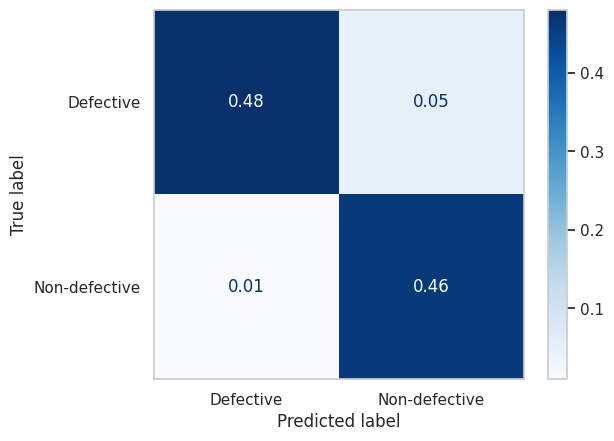 Defective
0.48
0.05
Non-defective
0.01
0.46
Defective
Non-defective
Predicted label
True label
0.4
0.3
0.2
0.1